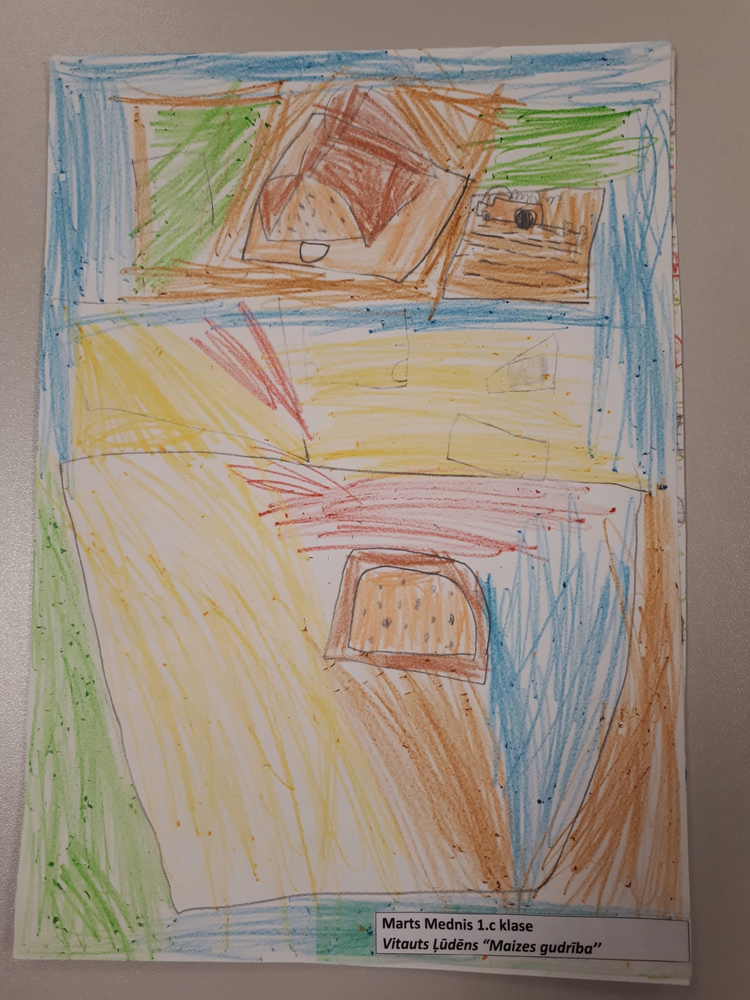 Marts Mednis 1.c klase
Vitauts Ļūdēns “Maizes gudrība”